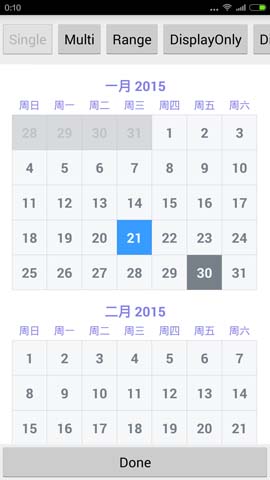 0:10
Single Multi Range DisplayOnly
一月 2015
周日 周一 周二 周三 周四 周五 周六
28 29 30 31 1 2 3
4 5 6 7 8 9 10
11 12 13 14 15 16 17
18 19 20 21 22 23 24
25 26 27 28 29 30 31
二月 2015
周日 周一 周二 周三 周四 周五 周六
1 2 3 4 5 6 7
8 9 10 11 12 13 14
15 16 17 18 19 20 21
Done